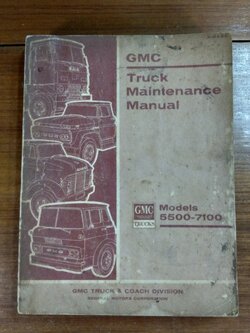 GMC
Truck
Maintenance
Manual
GMC
TRUCKS
Models
5500-7100
GMC TRUCK & COACH DIVISION
GENERAL MOTORS CORPORATION